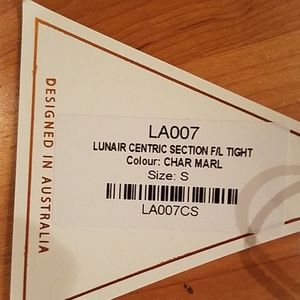 DESIGNED IN AUSTRALIA
LA007
LUNAIR CENTRIC SECTION F/L TIGHT
Colour: CHAR MARL
Size: S
LA007CS